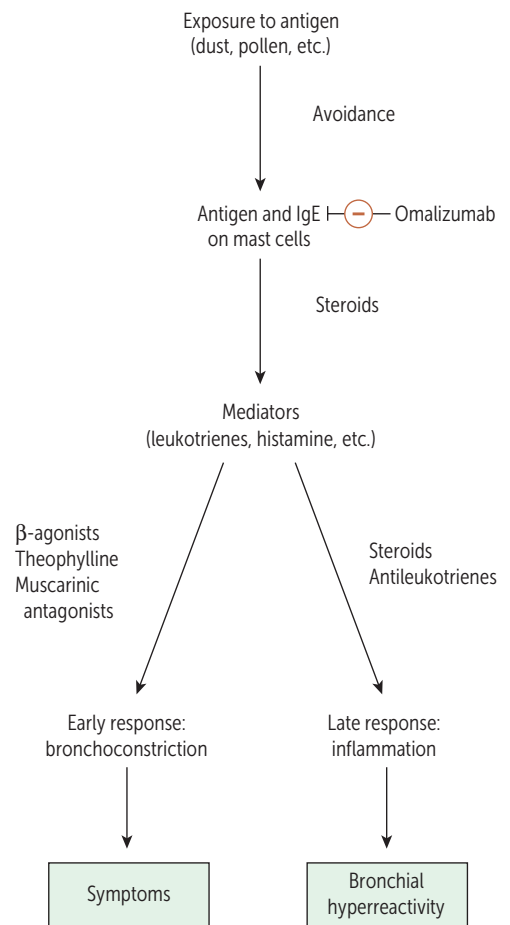 Exposure to antigen
(dust, pollen, etc.)
Avoidance
Antigen and IgE
on mast cells
− Omalizumab
Steroids
Mediators
(leukotrienes, histamine, etc.)
β-agonists
Theophylline
Muscarinic
antagonists
Steroids
Antileukotrienes
Early response:
bronchoconstriction
Late response:
inflammation
Symptoms
Bronchial
hyperreactivity